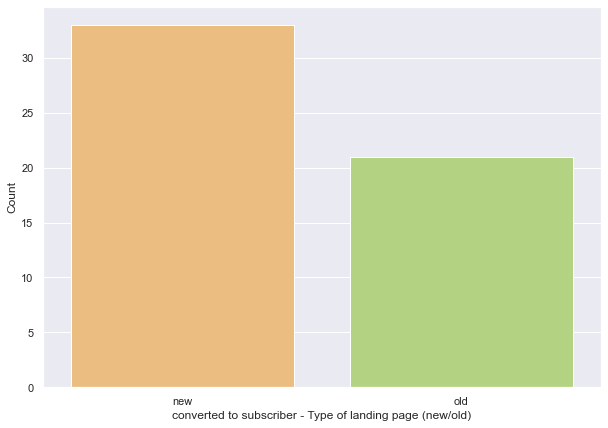 30
25
20
15
10
5
0
Count
new old
converted to subscriber - Type of landing page (new/old)